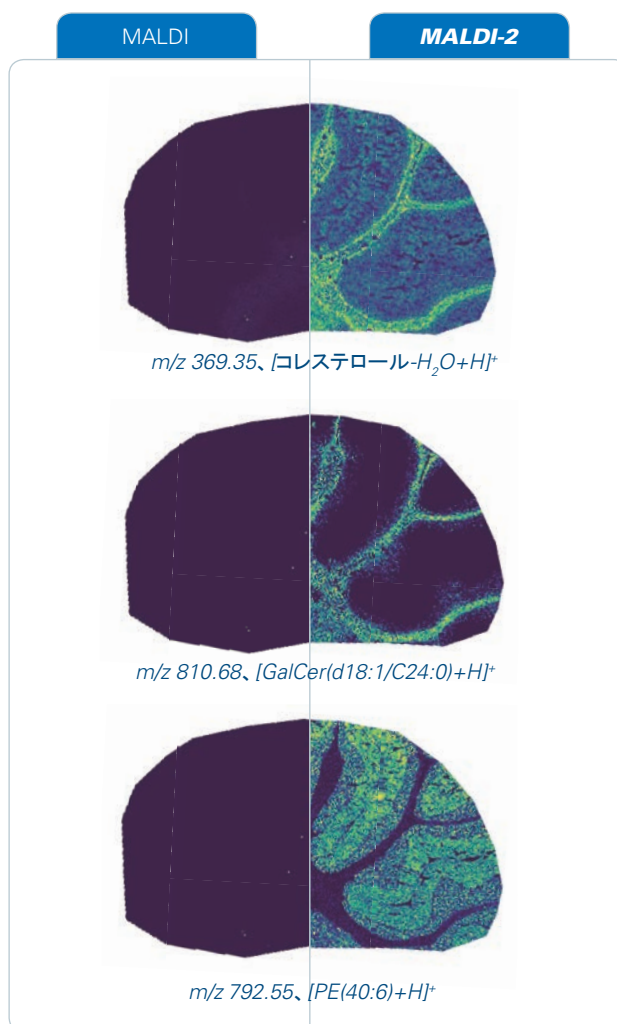 MALDI
MALDI-2
m/z 369.35、[コレステロール-H₂O+H]⁺
m/z 810.68、[GalCer(d18:1/C24:0)+H]⁺
m/z 792.55、[PE(40:6)+H]⁺